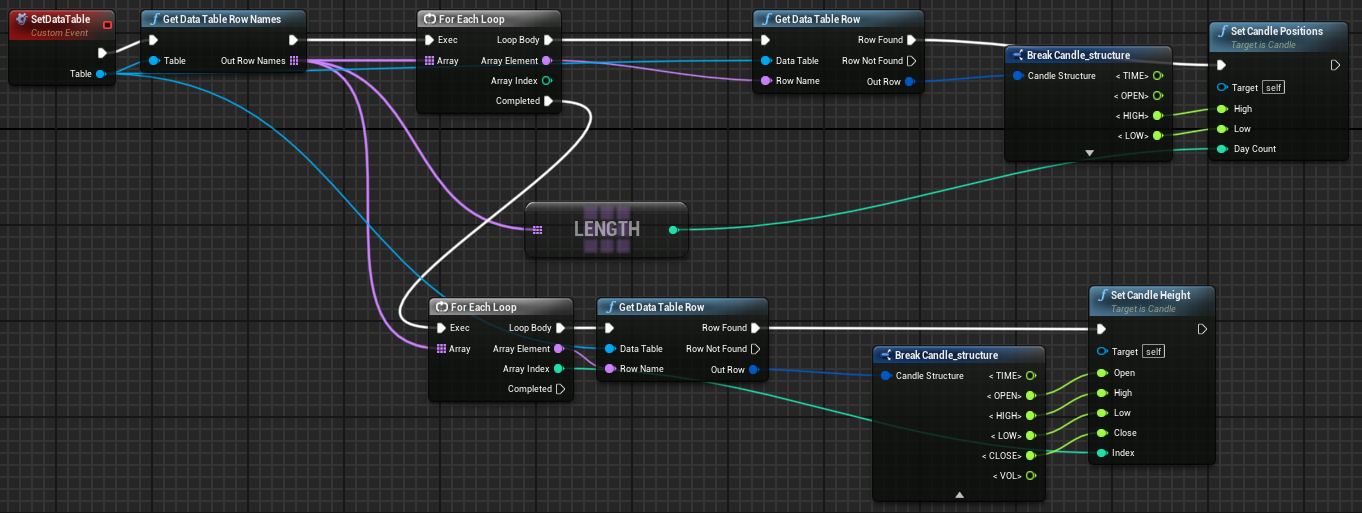 SetDataTable
Custom Event
Table
Get Data Table Row Names
Table
Out Row Names
For Each Loop
Exec
Loop Body
Array
Array Element
Array Index
Completed
Get Data Table Row
Row Found
Data Table
Row Not Found
Row Name
Out Row
Break Candle_structure
Candle Structure
< TIME>
< OPEN>
< HIGH>
< LOW>
Set Candle Positions
Target is Candle
Target self
High
Low
Day Count
LENGTH
For Each Loop
Exec
Loop Body
Array
Array Element
Array Index
Completed
Get Data Table Row
Row Found
Data Table
Row Not Found
Row Name
Out Row
Break Candle_structure
Candle Structure
< TIME>
< OPEN>
< HIGH>
< LOW>
< CLOSE>
< VOL>
Set Candle Height
Target is Candle
Target self
Open
High
Low
Close
Index